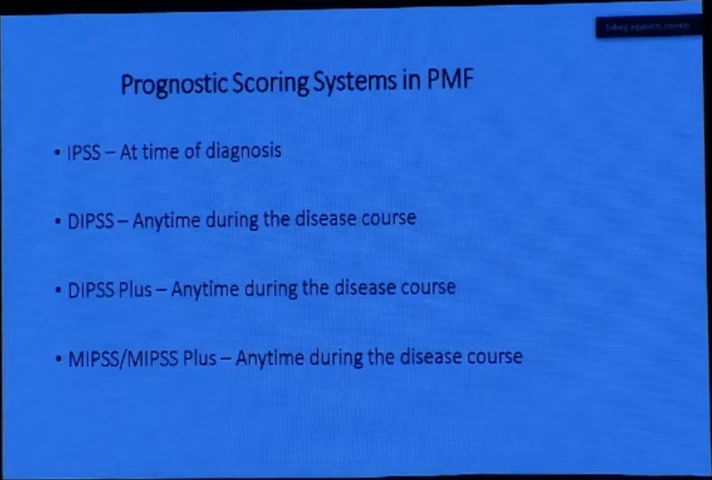 Prognostic Scoring Systems in PMF
• IPSS – At time of diagnosis
• DIPSS – Anytime during the disease course
• DIPSS Plus – Anytime during the disease course
• MIPSS/MIPSS Plus – Anytime during the disease course